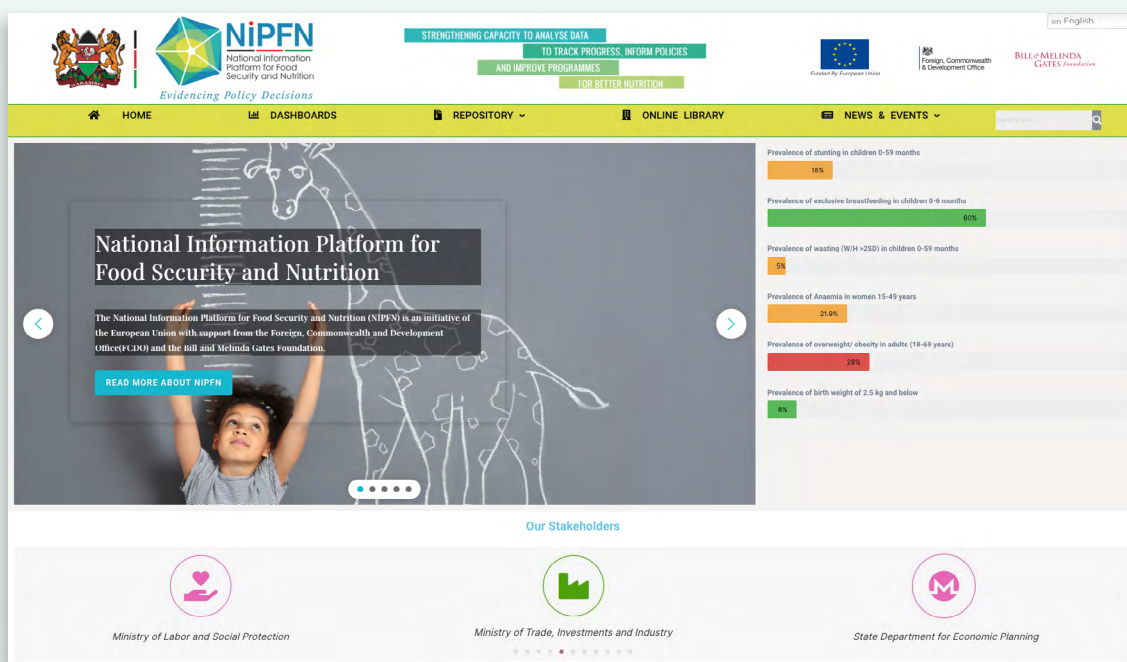 en English
NiPFN
National Information
Platform for Food
Security and Nutrition
Evidencing Policy Decisions
STRENGTHENING CAPACITY TO ANALYSE DATA
TO TRACK PROGRESS, INFORM POLICIES
AND IMPROVE PROGRAMMES
FOR BETTER NUTRITION
Funded By European Union
Foreign, Commonwealth
& Development Office
BILL & MELINDA
GATES foundation
HOME
DASHBOARDS
REPOSITORY
ONLINE LIBRARY
NEWS & EVENTS
National Information Platform for
Food Security and Nutrition
The National Information Platform for Food Security and Nutrition (NIPFN) is an initiative of
the European Union with support from the Foreign, Commonwealth and Development
Office(FCDO) and the Bill and Melinda Gates Foundation.
READ MORE ABOUT NIPFN
Prevalence of stunting in children 0-59 months
18%
Prevalence of exclusive breastfeeding in children 0-6 months
60%
Prevalence of wasting (W/H >2SD) in children 0-59 months
5%
Prevalence of Anaemia in women 15-49 years
21.9%
Prevalence of overweight/ obesity in adults (18-69 years)
28%
Prevalence of birth weight of 2.5 kg and below
8%
Our Stakeholders
Ministry of Labor and Social Protection
Ministry of Trade, Investments and Industry
State Department for Economic Planning